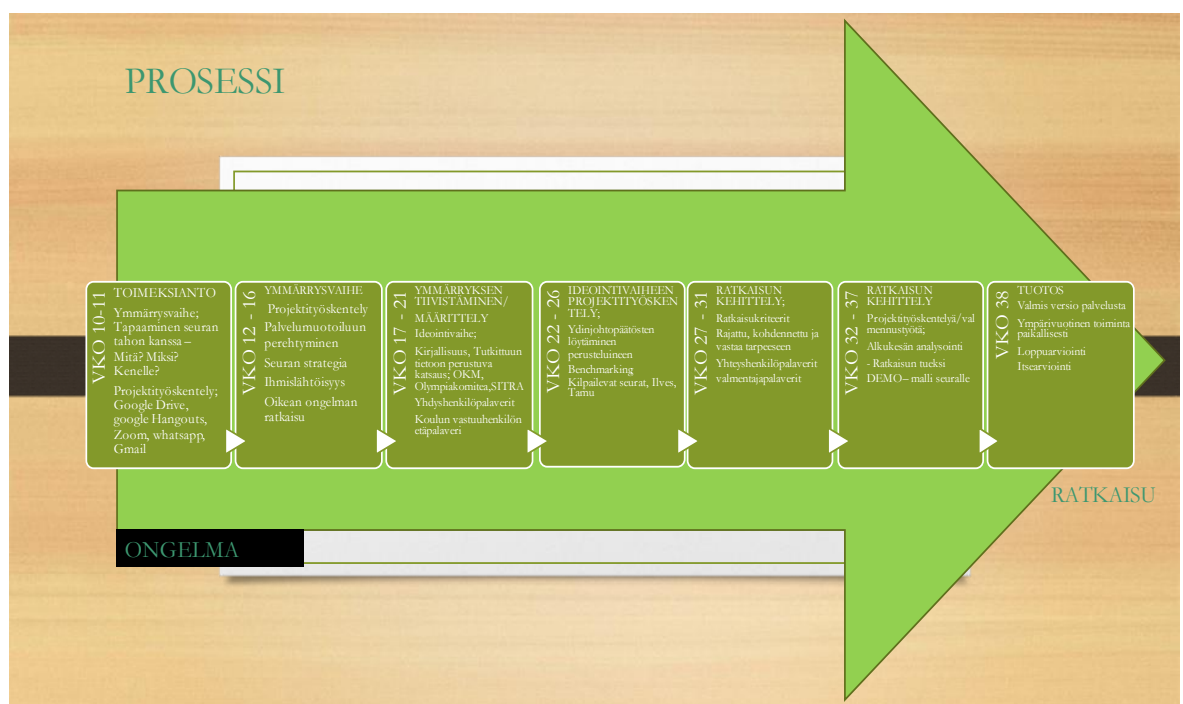 PROSESSI
VKO 10-11
TOIMEKSIANTO
Ymmärrysvaihe;
Tapaaminen seuran
tahon kanssa –
Mitä? Miksi?
Kenelle?
Projektityöskentely;
Google Drive,
google Hangouts,
Zoom, whatsapp,
Gmail
VKO 12 - 16
YMMÄRRYSVAIHE
Projektityöskentely
Palvelumuotoiluun
perehtyminen
Seuran strategia
Ihmislähtöisyys
Oikean ongelman
ratkaisu
VKO 17 - 21
YMMÄRRYKSEN
TIIVISTÄMINEN/
MÄÄRITTELY
Ideointivaihe;
Kirjallisuus, Tutkittuun
tietoon perustuva
katsaus; OKM,
Olympiakomitea,SITRA
Yhdyshenkilöpalaverit
Koulun vastuuhenkilön
etäpalaveri
VKO 22 - 26
IDEOINTIVAIHEEN
PROJEKTITYÖSKEN
TELY;
Ydinjohtopäätösten
löytäminen
perusteluineen
Benchmarking
Kilpailevat seurat, Ilves,
Tamu
VKO 27 - 31
RATKAISUN
KEHITTELY;
Ratkaisukriteerit
Rajattu, kohdennettu ja
vastaa tarpeeseen
Yhteyshenkilöpalaverit
valmentajapalaverit
VKO 32 - 37
RATKAISUN
KEHITTELY
Projektityöskentelyä/val
mennustyötä;
Alkukesän analysointi
- Ratkaisun tueksi
DEMO– malli seuralle
VKO 38
TUOTOS
Valmis versio palvelusta
Ympärivuotinen toiminta
paikallisesti
Loppuarviointi
Itsearviointi
RATKAISU
ONGELMA